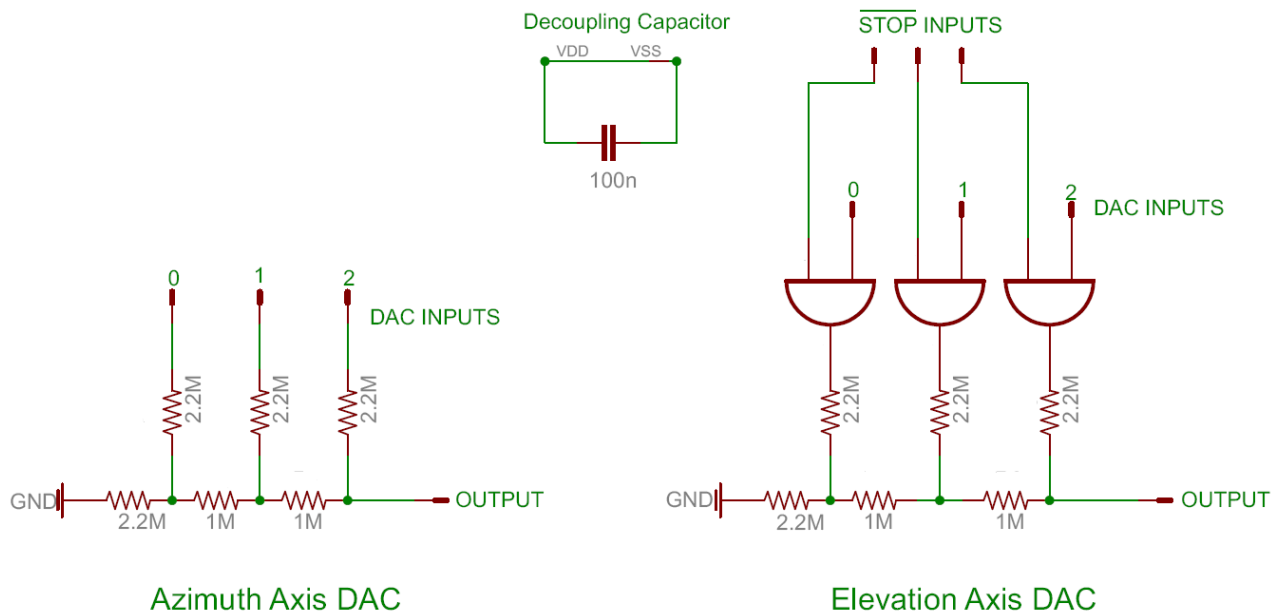 Decoupling Capacitor
VDD VSS
100n
STOP INPUTS
0 1 2
DAC INPUTS
2.2M 2.2M 2.2M
GND
2.2M 1M 1M
OUTPUT
Azimuth Axis DAC
0 1 2
DAC INPUTS
2.2M 2.2M 2.2M
GND
2.2M 1M 1M
OUTPUT
Elevation Axis DAC